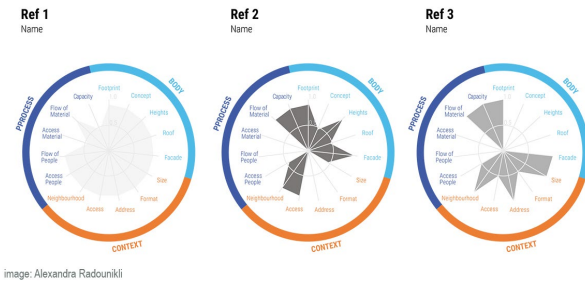 Ref 1
Name
Ref 2
Name
Ref 3
Name
PPROCESS
BODY
CONTEXT
Footprint
Concept
Heights
Roof
Facade
Size
Format
Address
Access
Neighbourhood
Access
People
Flow of
People
Access
Material
Flow of
Material
Capacity
PPROCESS
BODY
CONTEXT
Footprint
Concept
Heights
Roof
Facade
Size
Format
Address
Access
Neighbourhood
Access
People
Flow of
People
Access
Material
Flow of
Material
Capacity
PPROCESS
BODY
CONTEXT
Footprint
Concept
Heights
Roof
Facade
Size
Format
Address
Access
Neighbourhood
Access
People
Flow of
People
Access
Material
Flow of
Material
Capacity
image: Alexandra Radounikli